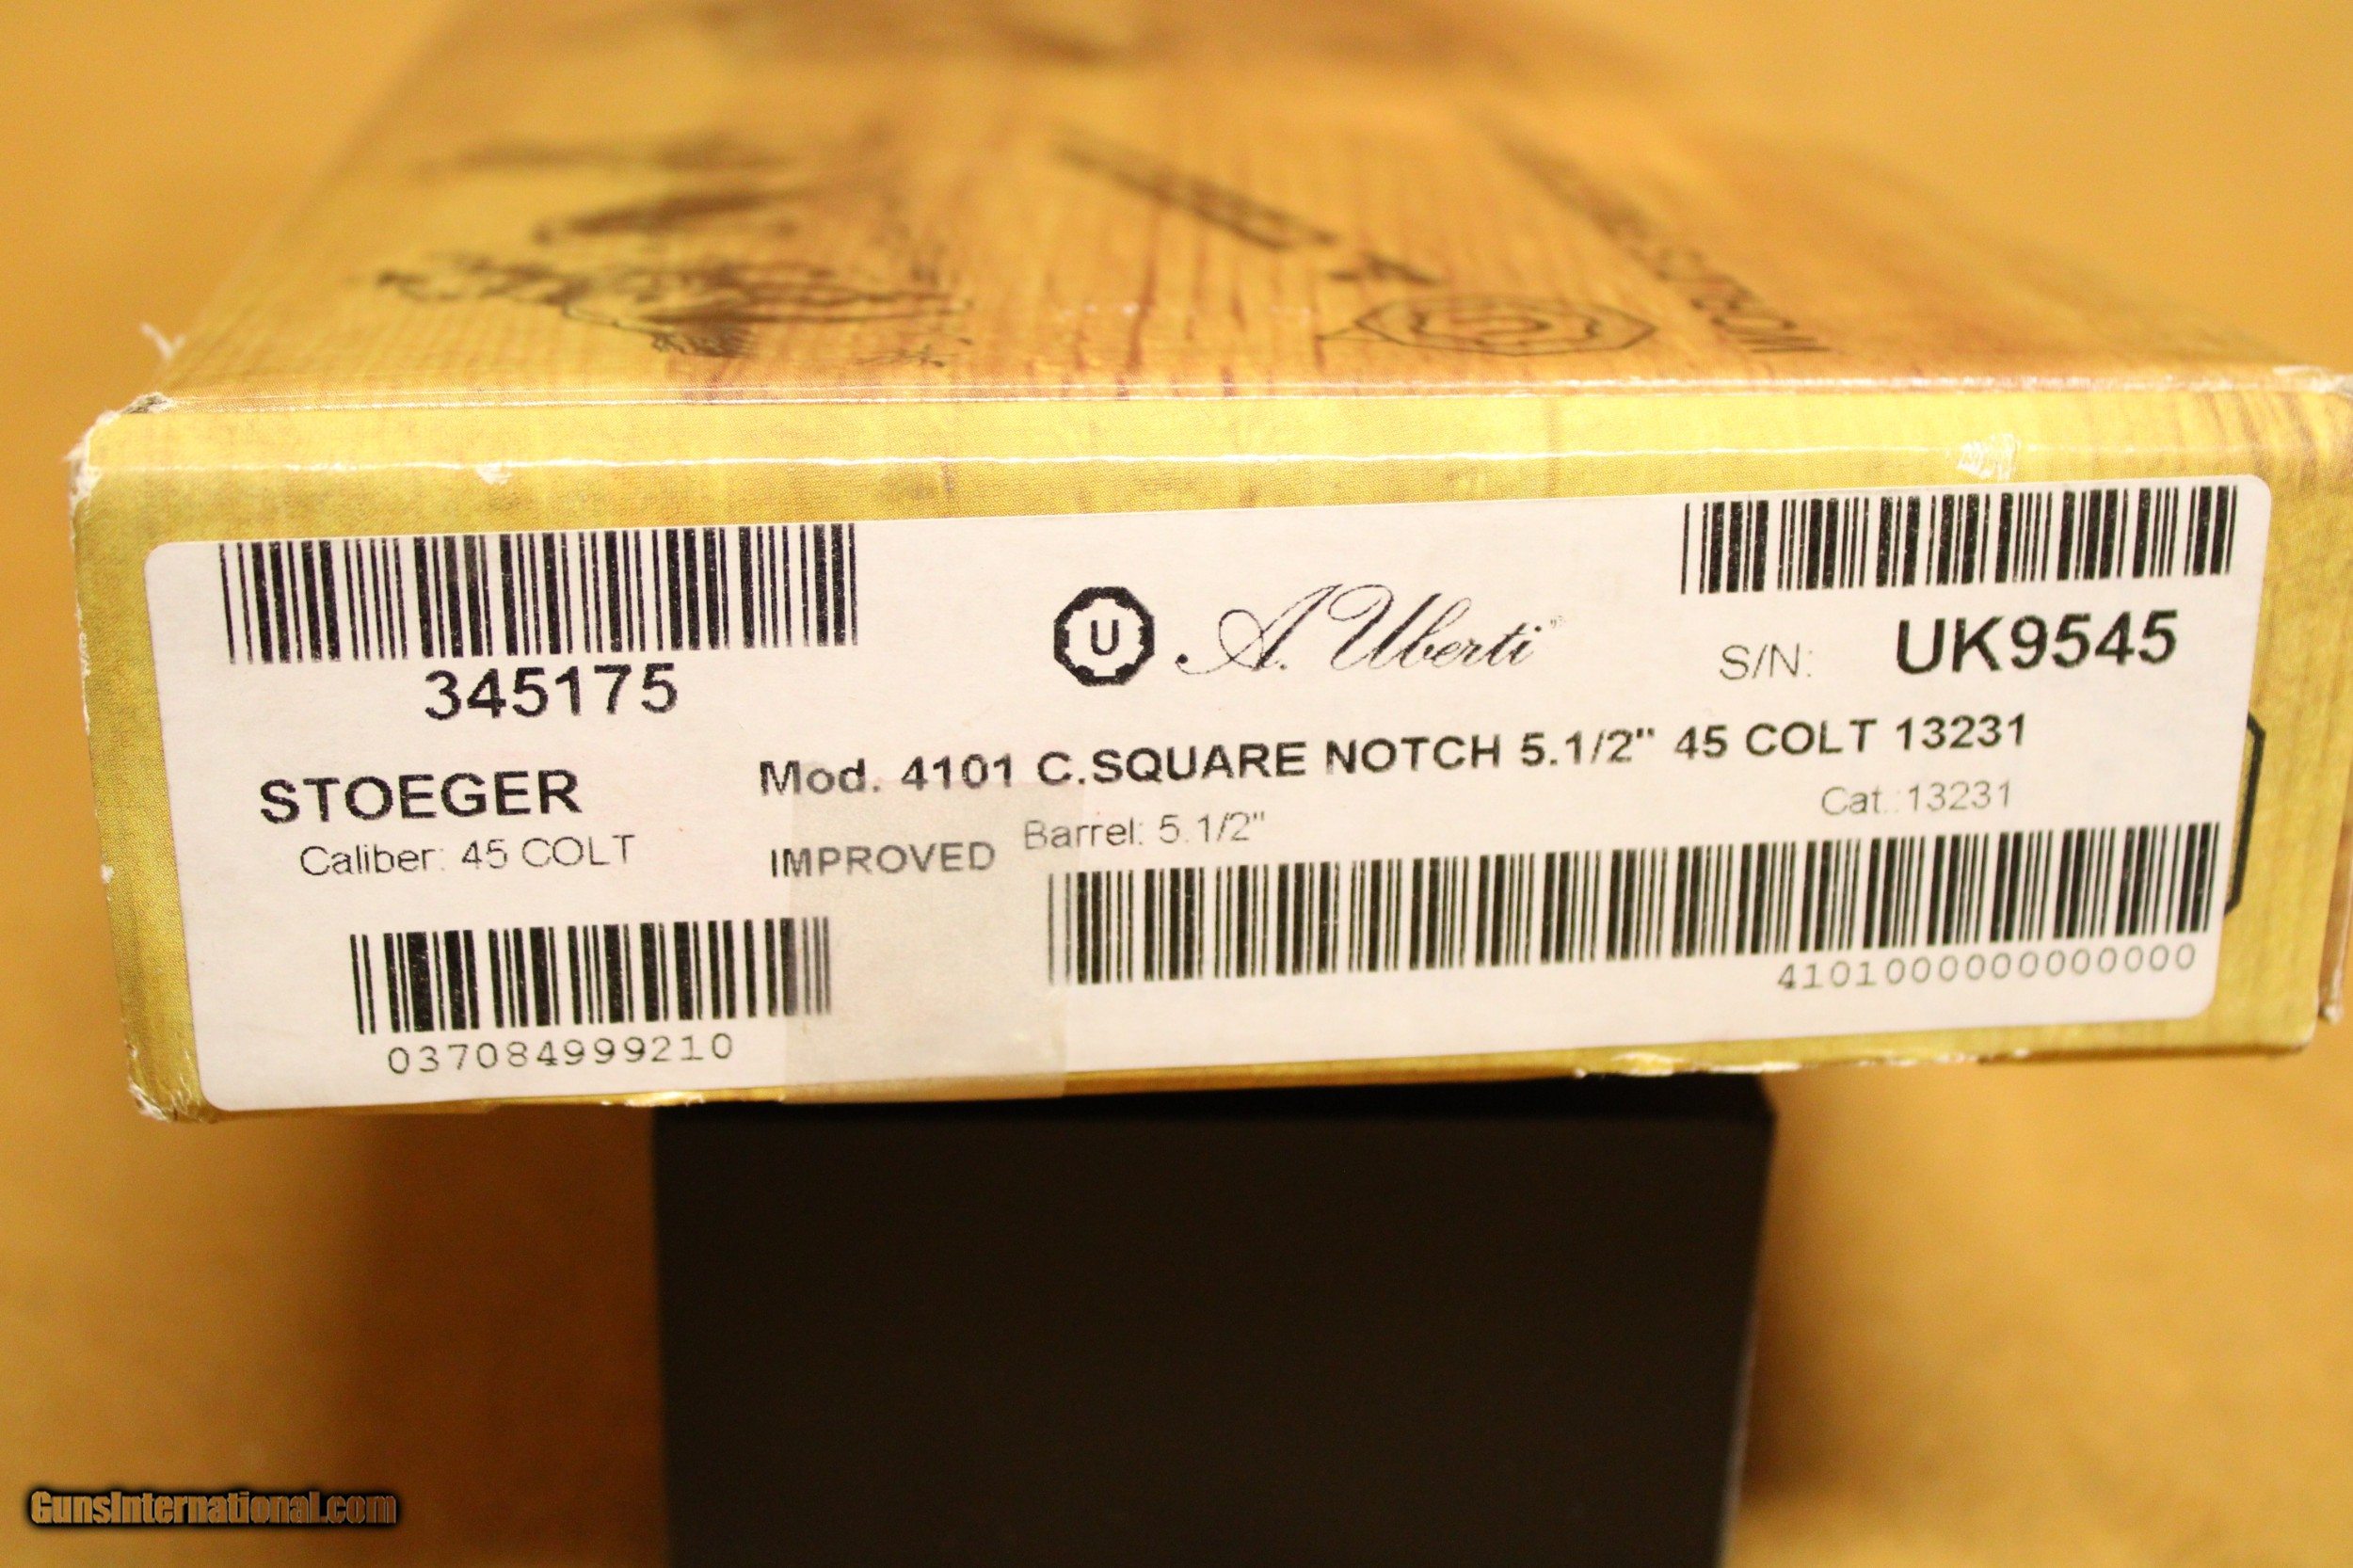 345175
U
A. Uberti
S/N: UK9545
STOEGER
Mod. 4101 C.SQUARE NOTCH 5.1/2" 45 COLT 13231
Caliber: 45 COLT
IMPROVED
Barrel: 5.1/2"
Cat.:13231
037084999210
4101000000000000
GunsInternational.com